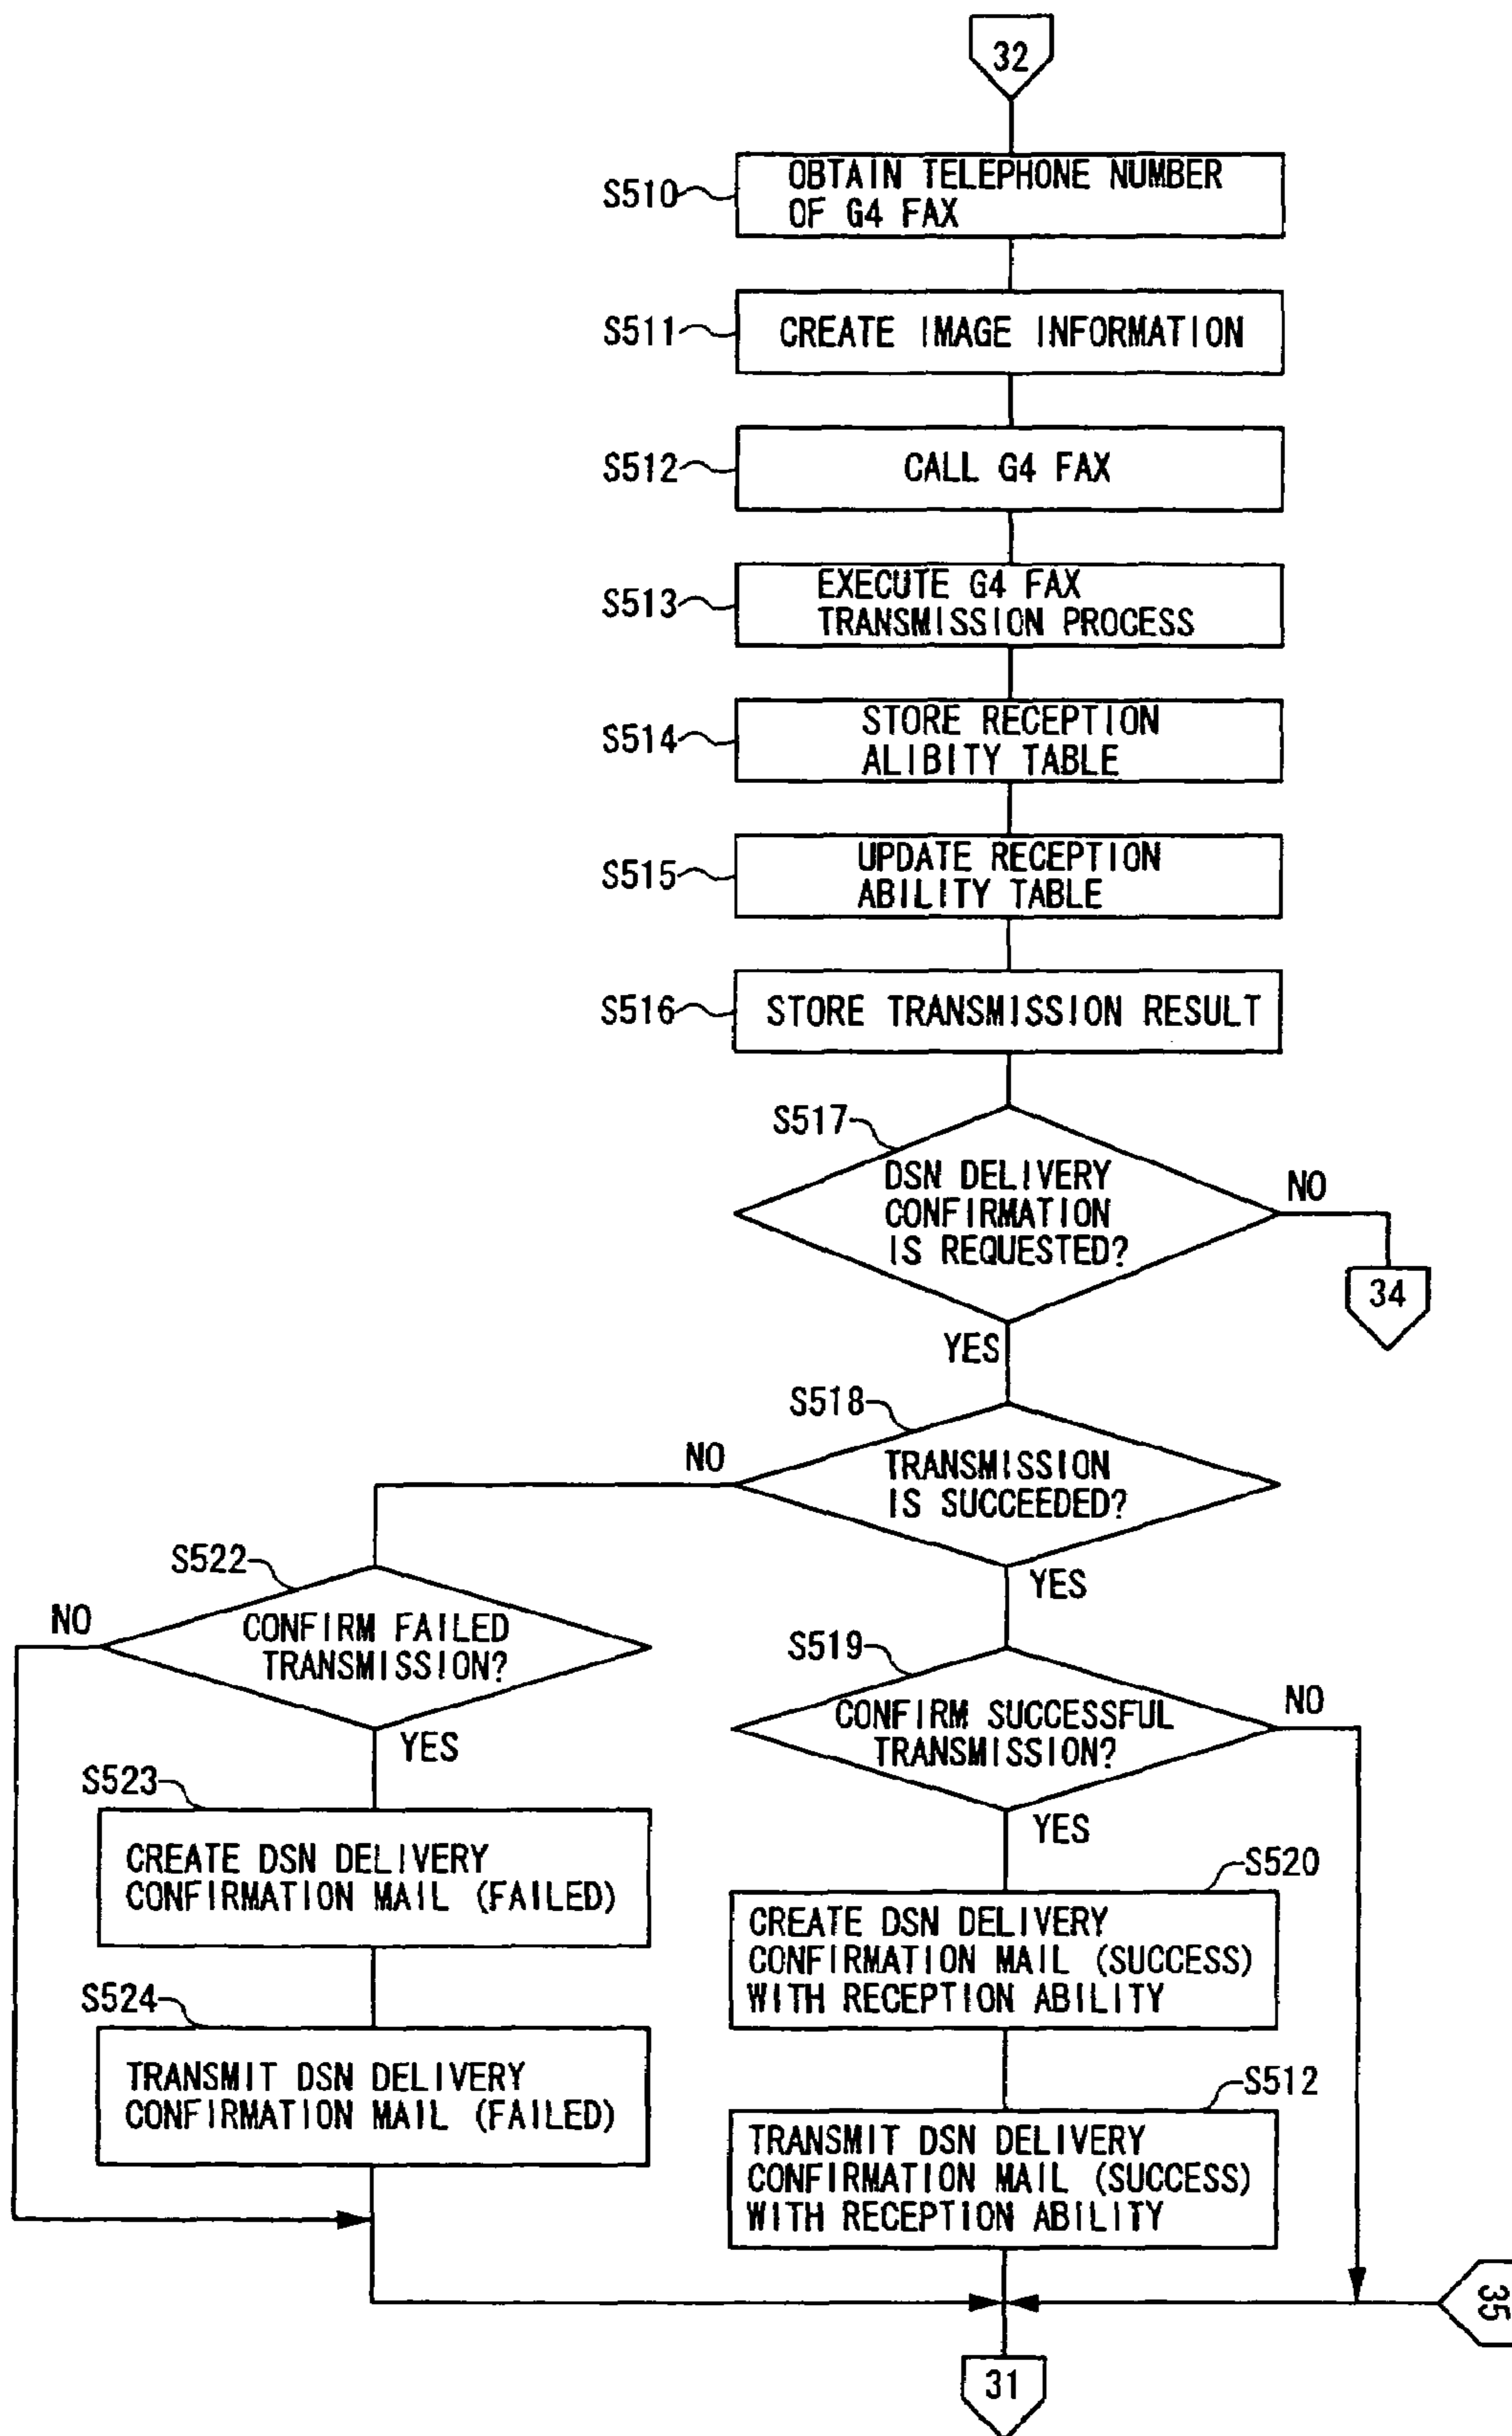 32
S510
OBTAIN TELEPHONE NUMBER
OF G4 FAX
S511
CREATE IMAGE INFORMATION
S512
CALL G4 FAX
S513
EXECUTE G4 FAX
TRANSMISSION PROCESS
S514
STORE RECEPTION
ALIBITY TABLE
S515
UPDATE RECEPTION
ABILITY TABLE
S516
STORE TRANSMISSION RESULT
S517
DSN DELIVERY
CONFIRMATION
IS REQUESTED?
NO
34
YES
S518
TRANSMISSION
IS SUCCEEDED?
NO
YES
S522
CONFIRM FAILED
TRANSMISSION?
NO
YES
S519
CONFIRM SUCCESSFUL
TRANSMISSION?
NO
YES
S523
CREATE DSN DELIVERY
CONFIRMATION MAIL (FAILED)
S520
CREATE DSN DELIVERY
CONFIRMATION MAIL (SUCCESS)
WITH RECEPTION ABILITY
S524
TRANSMIT DSN DELIVERY
CONFIRMATION MAIL (FAILED)
S512
TRANSMIT DSN DELIVERY
CONFIRMATION MAIL (SUCCESS)
WITH RECEPTION ABILITY
35
31